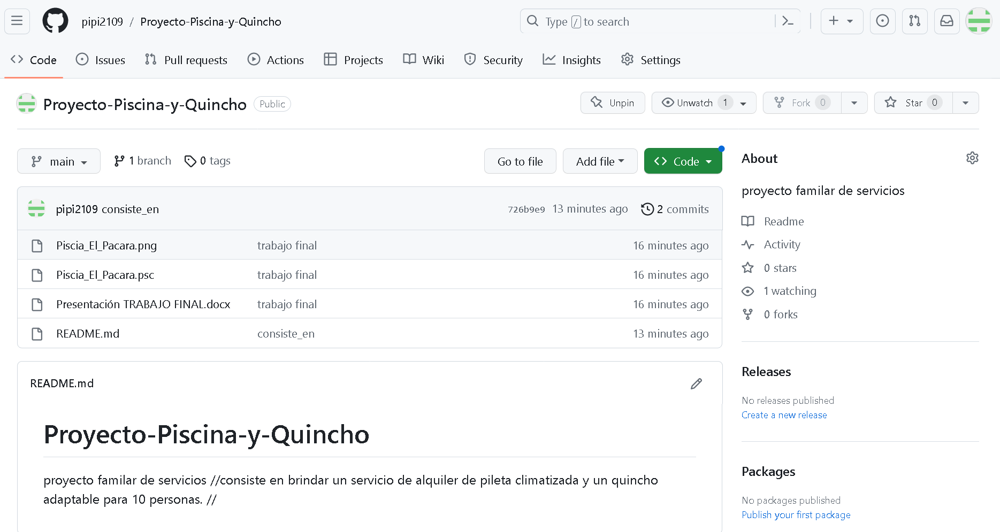 pipi2109 / Proyecto-Piscina-y-Quincho
Type / to search
Code Issues Pull requests Actions Projects Wiki Security Insights Settings
Proyecto-Piscina-y-Quincho Public
Unpin Unwatch 1 Fork 0 Star 0
main 1 branch 0 tags Go to file Add file Code
pipi2109 consiste_en 726b9e9 13 minutes ago 2 commits
Piscia_El_Pacara.png trabajo final 16 minutes ago
Piscia_El_Pacara.psc trabajo final 16 minutes ago
Presentación TRABAJO FINAL.docx trabajo final 16 minutes ago
README.md consiste_en 13 minutes ago
README.md
Proyecto-Piscina-y-Quincho
proyecto familar de servicios //consiste en brindar un servicio de alquiler de pileta climatizada y un quincho
adaptable para 10 personas. //
About
proyecto familar de servicios
Readme
Activity
0 stars
1 watching
0 forks
Releases
No releases published
Create a new release
Packages
No packages published
Publish your first package